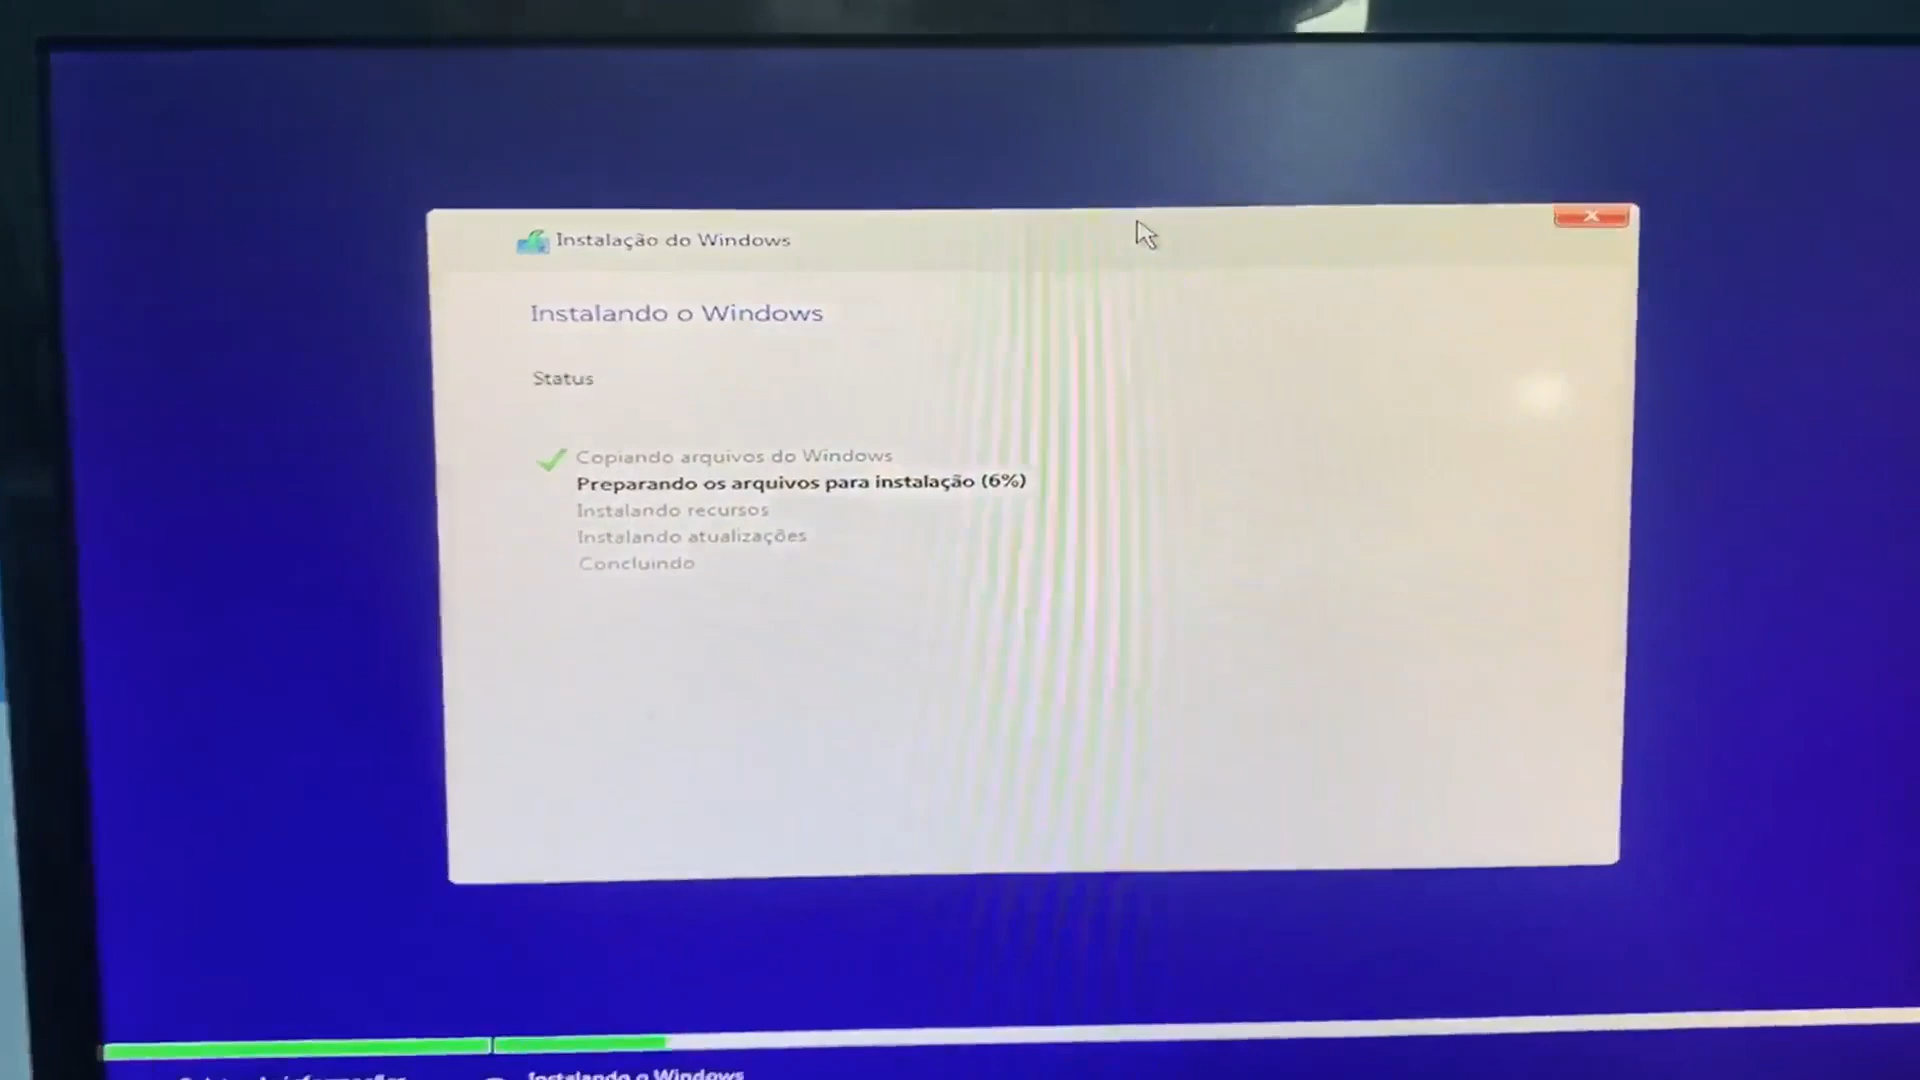 Instalação do Windows
Instalando o Windows
Status
Copiando arquivos do Windows
Preparando os arquivos para instalação (6%)
Instalando recursos
Instalando atualizações
Concluindo
Instalando o Windows